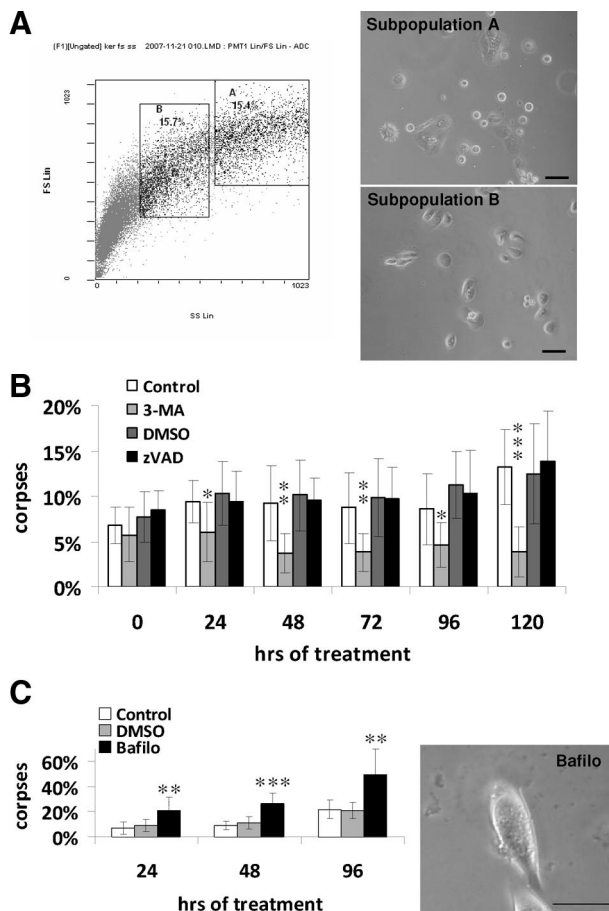 A
(F1)[Ungated] ker fs ss 2007-11-21 010.LMD : PMT1 Lin/FS Lin - ADC
1023
FS Lin
0
B
15.7%
A
15.4%
0
1023
SS Lin
Subpopulation A
Subpopulation B
B
Control
3-MA
DMSO
zVAD
20%
15%
10%
5%
0%
corpses
*
**
**
*
***
0 24 48 72 96 120
hrs of treatment
C
Control
DMSO
Bafilo
60%
40%
20%
0%
corpses
**
***
**
24 48 96
hrs of treatment
Bafilo